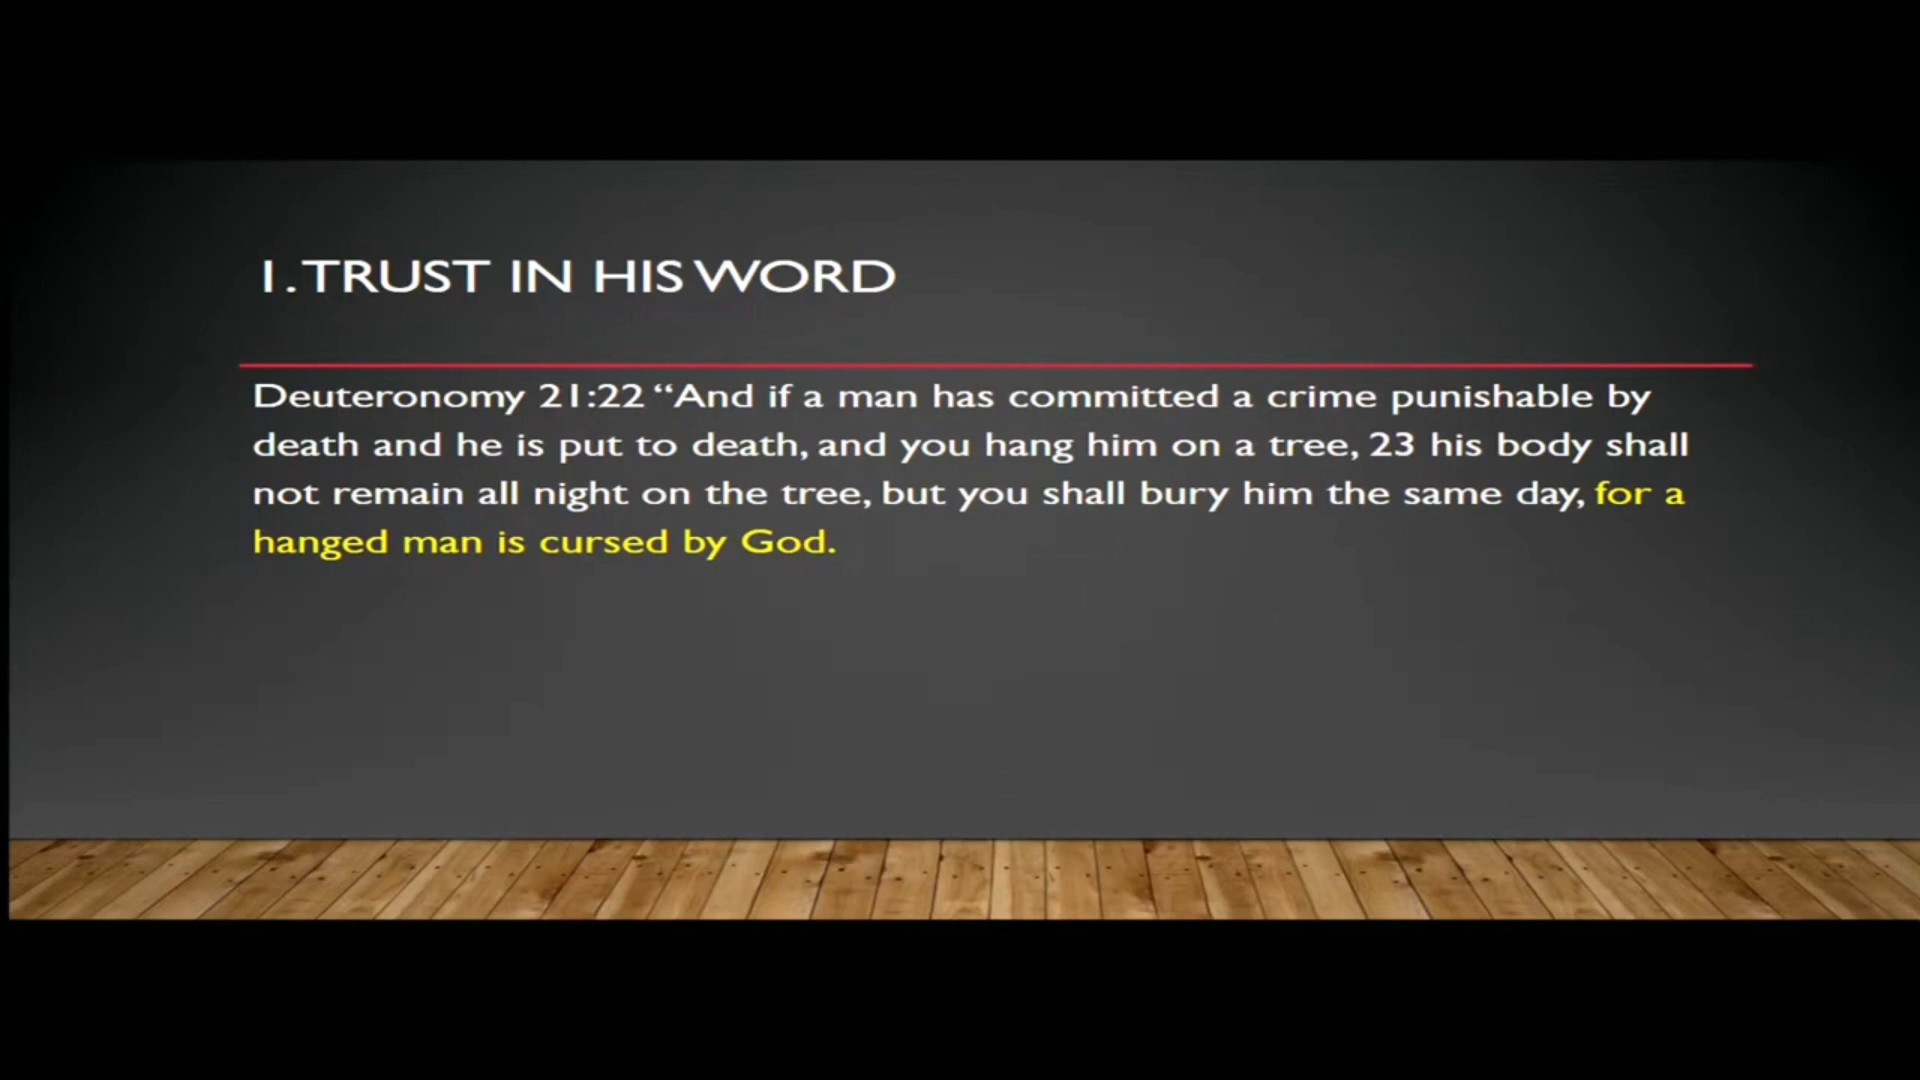 1. TRUST IN HIS WORD
Deuteronomy 21:22 “And if a man has committed a crime punishable by
death and he is put to death, and you hang him on a tree, 23 his body shall
not remain all night on the tree, but you shall bury him the same day, for a
hanged man is cursed by God.